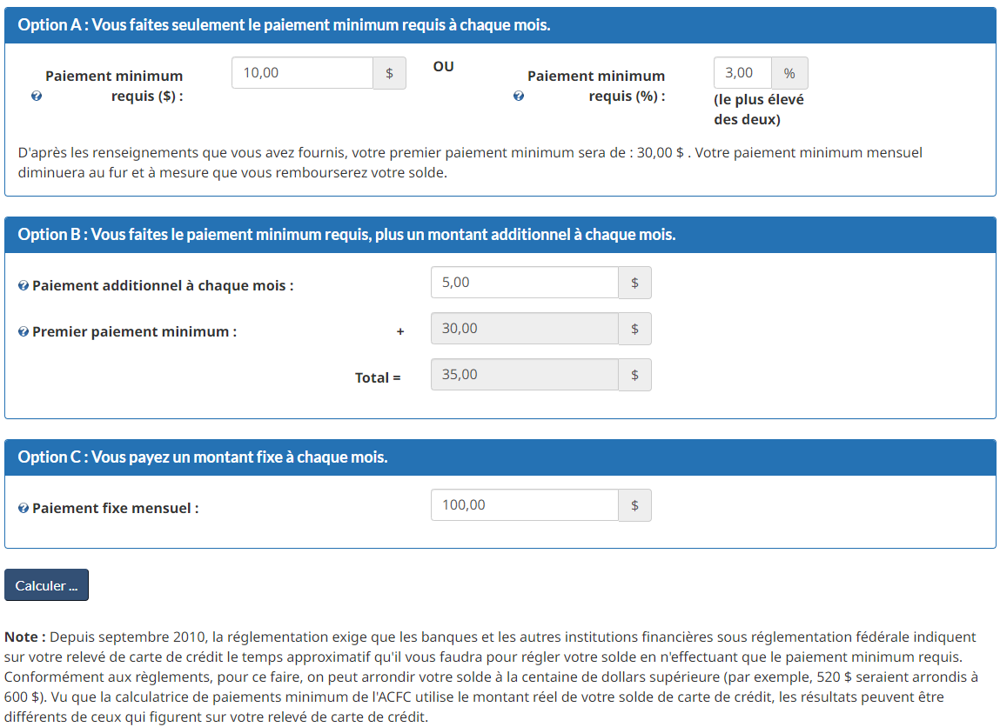 Option A : Vous faites seulement le paiement minimum requis à chaque mois.
Paiement minimum requis ($) :
10,00 $
OU
Paiement minimum requis (%) :
3,00 %
(le plus élevé
des deux)
D'après les renseignements que vous avez fournis, votre premier paiement minimum sera de : 30,00 $ . Votre paiement minimum mensuel
diminuera au fur et à mesure que vous rembourserez votre solde.
Option B : Vous faites le paiement minimum requis, plus un montant additionnel à chaque mois.
Paiement additionnel à chaque mois : 5,00 $
Premier paiement minimum : + 30,00 $
Total = 35,00 $
Option C : Vous payez un montant fixe à chaque mois.
Paiement fixe mensuel : 100,00 $
Calculer ...
Note : Depuis septembre 2010, la réglementation exige que les banques et les autres institutions financières sous réglementation fédérale indiquent
sur votre relevé de carte de crédit le temps approximatif qu'il vous faudra pour régler votre solde en n'effectuant que le paiement minimum requis.
Conformément aux règlements, pour ce faire, on peut arrondir votre solde à la centaine de dollars supérieure (par exemple, 520 $ seraient arrondis à
600 $). Vu que la calculatrice de paiements minimum de l'ACFC utilise le montant réel de votre solde de carte de crédit, les résultats peuvent être
différents de ceux qui figurent sur votre relevé de carte de crédit.